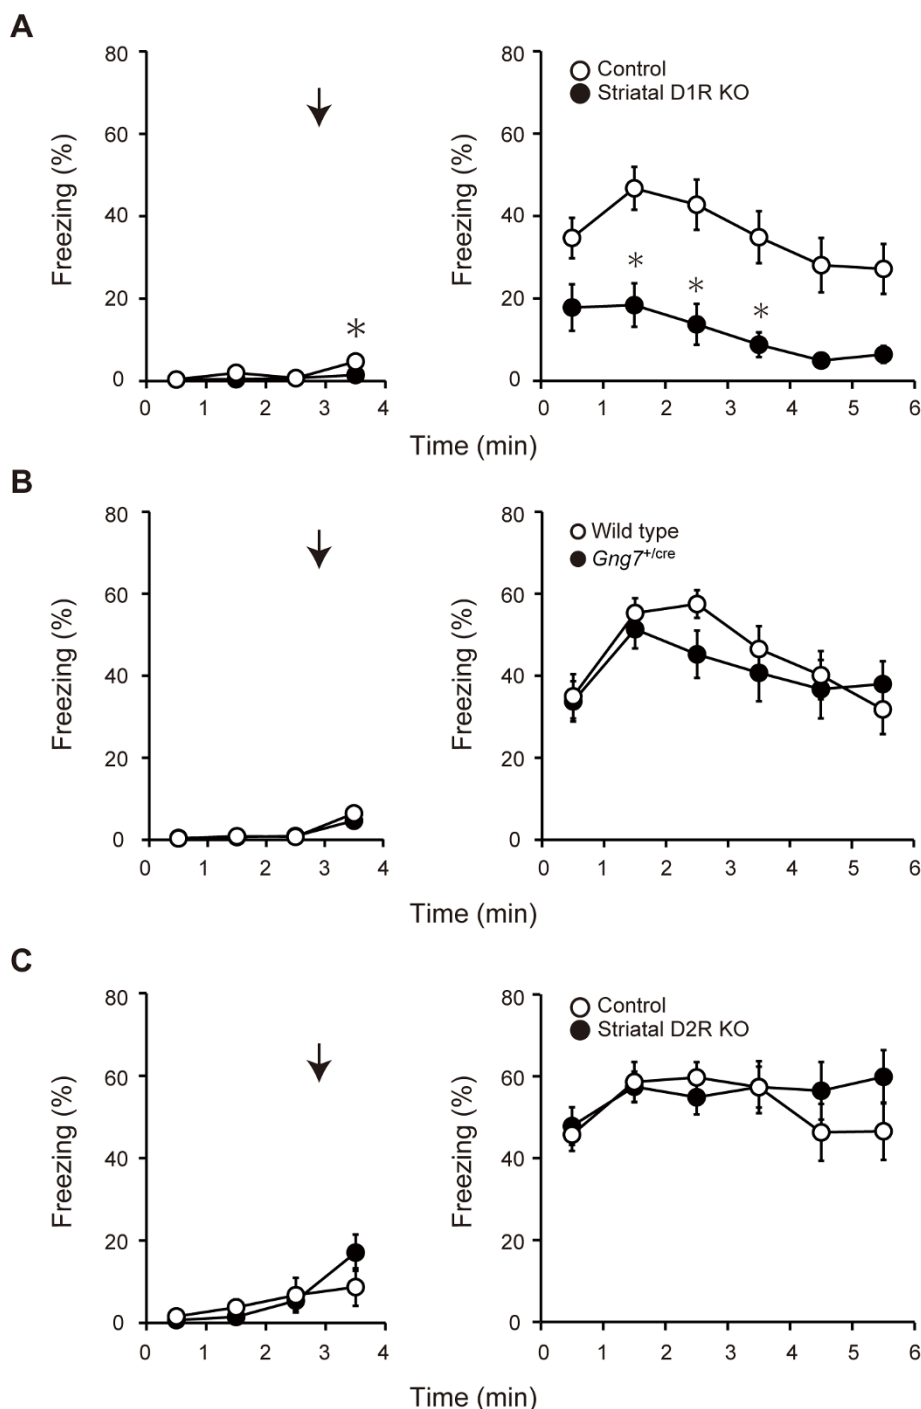 A
80
60
40
20
0
Freezing (%)
0 1 2 3 4
*
80
60
40
20
0
Freezing (%)
0 1 2 3 4 5 6
Control
Striatal D1R KO
* * *
Time (min)
B
80
60
40
20
0
Freezing (%)
0 1 2 3 4
80
60
40
20
0
Freezing (%)
0 1 2 3 4 5 6
Wild type
Gng7+/cre
Time (min)
C
80
60
40
20
0
Freezing (%)
0 1 2 3 4
80
60
40
20
0
Freezing (%)
0 1 2 3 4 5 6
Control
Striatal D2R KO
Time (min)